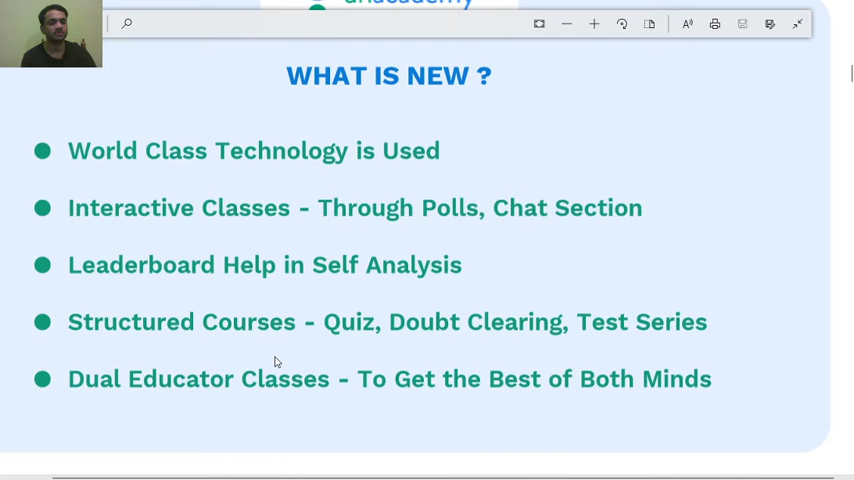 unacademy
WHAT IS NEW ?
World Class Technology is Used
Interactive Classes - Through Polls, Chat Section
Leaderboard Help in Self Analysis
Structured Courses - Quiz, Doubt Clearing, Test Series
Dual Educator Classes - To Get the Best of Both Minds